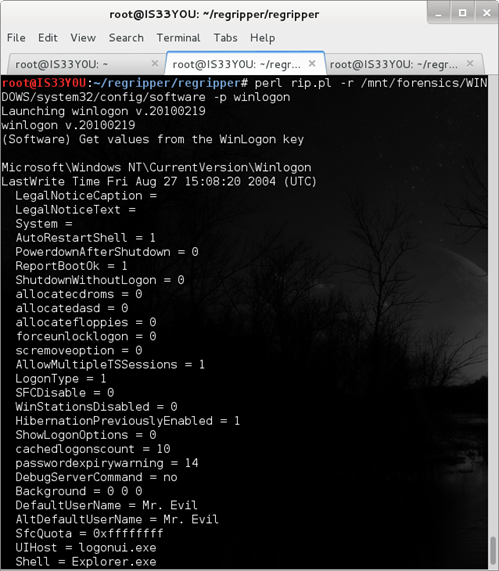 root@IS33Y0U: ~/regripper/regripper
File Edit View Search Terminal Tabs Help
root@IS33Y0U: ~ × root@IS33Y0U: ~/regr... × root@IS33Y0U: ~/regr... ×
root@IS33Y0U:~/regripper/regripper# perl rip.pl -r /mnt/forensics/WIN
DOWS/system32/config/software -p winlogon
Launching winlogon v.20100219
winlogon v.20100219
(Software) Get values from the WinLogon key
Microsoft\Windows NT\CurrentVersion\Winlogon
LastWrite Time Fri Aug 27 15:08:20 2004 (UTC)
LegalNoticeCaption =
LegalNoticeText =
System =
AutoRestartShell = 1
PowerdownAfterShutdown = 0
ReportBootOk = 1
ShutdownWithoutLogon = 0
allocatecdroms = 0
allocatedasd = 0
allocatefloppies = 0
forceunlocklogon = 0
scremoveoption = 0
AllowMultipleTSSessions = 1
LogonType = 1
SFCDisable = 0
WinStationsDisabled = 0
HibernationPreviouslyEnabled = 1
ShowLogonOptions = 0
cachedlogonscount = 10
passwordexpirywarning = 14
DebugServerCommand = no
Background = 0 0 0
DefaultUserName = Mr. Evil
AltDefaultUserName = Mr. Evil
SfcQuota = 0xffffffff
UIHost = logonui.exe
Shell = Explorer.exe